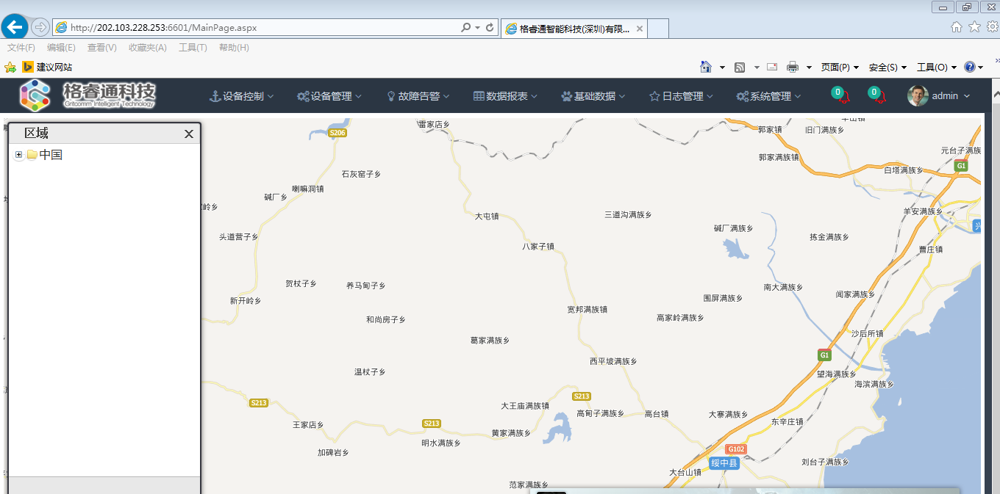 http://202.103.228.253:6601/MainPage.aspx
格睿通智能科技(深圳)有限...
文件(F) 编辑(E) 查看(V) 收藏夹(A) 工具(T) 帮助(H)
建议网站
页面(P) 安全(S) 工具(O)
格睿通科技
Gritcomm Intelligent Technology
设备控制 设备管理 故障告警 数据报表 基础数据 日志管理 系统管理 0 0 admin
区域
中国
雷家店乡
郭家镇
旧门满族乡
S206
元台子满族
郭家满族镇
G1
白塔满族乡
石灰窑子乡
喇嘛洞镇
碱厂乡
岭乡
羊安满族乡
大屯镇
三道沟满族乡
碱厂满族乡
头道营子乡
拣金满族乡
八家子镇
曹庄镇
贺杖子乡
养马甸子乡
南大满族乡
闻家满族乡
新开岭乡
围屏满族乡
宽邦满族镇
和尚房子乡
高家岭满族乡
沙后所镇
葛家满族乡
G1
西平坡满族乡
温杖子乡
望海满族乡
海滨满族乡
S213
S213
大王庙满族镇
高甸子满族乡
高台镇
大寨满族乡
S213
王家店乡
东辛庄镇
黄家满族乡
明水满族乡
G102
加碑岩乡
绥中县
刘台子满族乡
大台山镇
范家满族乡